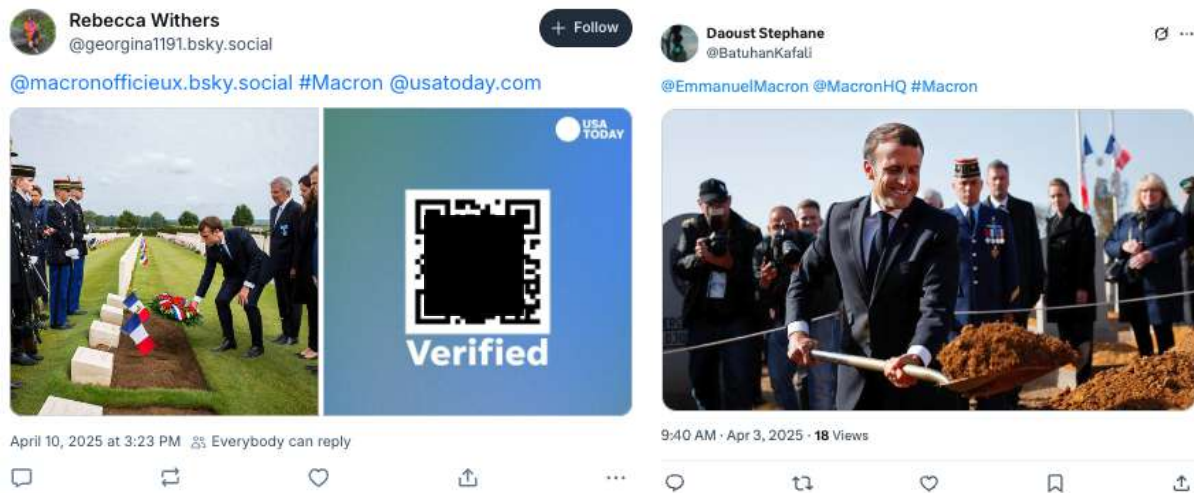 Rebecca Withers
@georgina1191.bsky.social
+ Follow
@macronofficieux.bsky.social #Macron @usatoday.com
USA
TODAY
Verified
April 10, 2025 at 3:23 PM Everybody can reply
Daoust Stephane
@BatuhanKafali
@EmmanuelMacron @MacronHQ #Macron
9:40 AM · Apr 3, 2025 · 18 Views